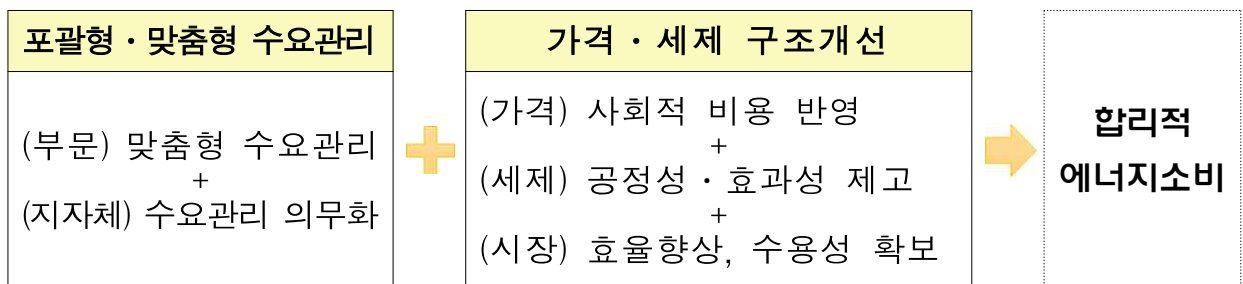 포괄형 · 맞춤형 수요관리
(부문) 맞춤형 수요관리
+
(지자체) 수요관리 의무화
가격 · 세제 구조개선
(가격) 사회적 비용 반영
+
(세제) 공정성 · 효과성 제고
+
(시장) 효율향상, 수용성 확보
합리적
에너지소비